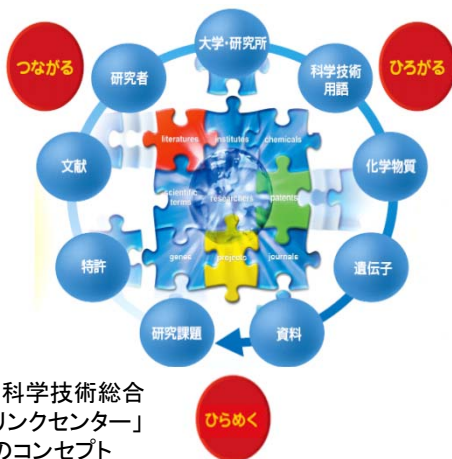 つながる
大学・研究所
ひろがる
研究者
科学技術
用語
literatures
institutes
chemicals
文献
化学物質
scientific
terms
researchers
patents
特許
遺伝子
genes
projects
journals
研究課題
資料
科学技術総合
リンクセンター」
のコンセプト
ひらめく